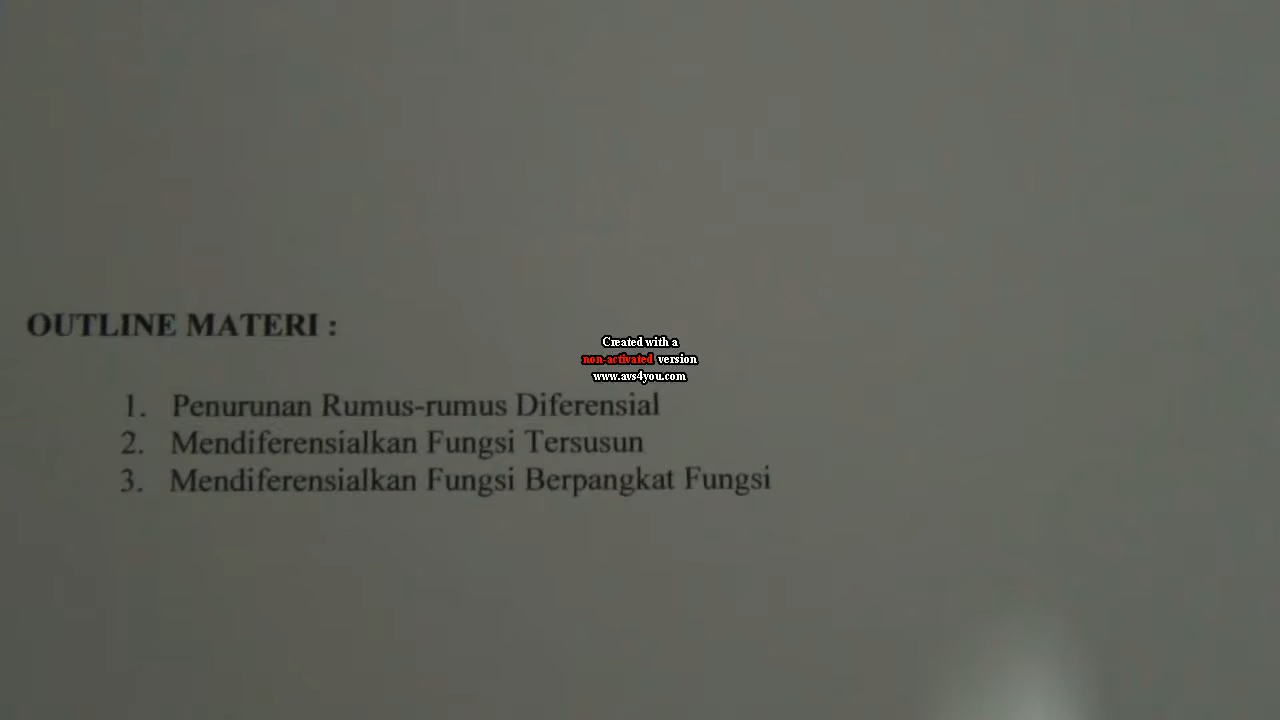 OUTLINE MATERI :
Created with a
non-activated version
www.avs4you.com
1. Penurunan Rumus-rumus Diferensial
2. Mendiferensialkan Fungsi Tersusun
3. Mendiferensialkan Fungsi Berpangkat Fungsi